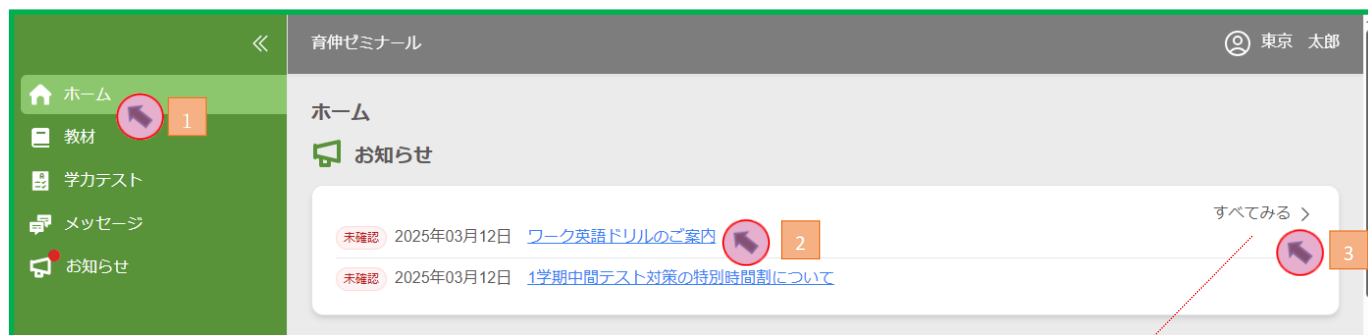 育伸ゼミナール
東京 太郎
ホーム
1
教材
学力テスト
メッセージ
お知らせ
ホーム
お知らせ
すべてみる
3
未確認 2025年03月12日 ワーク英語ドリルのご案内
2
未確認 2025年03月12日 1学期中間テスト対策の特別時間割について